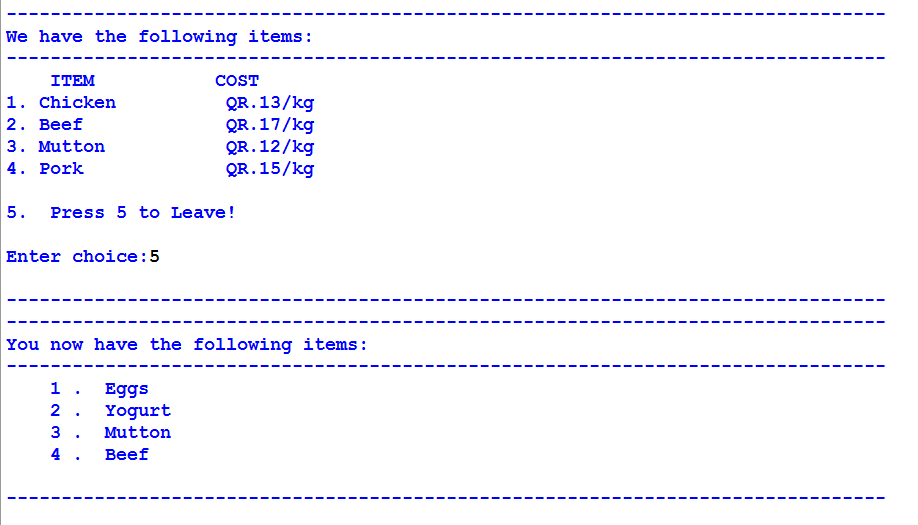 --------------------------------------------------------------------------------
We have the following items:
--------------------------------------------------------------------------------
    ITEM           COST
1. Chicken          QR.13/kg
2. Beef             QR.17/kg
3. Mutton           QR.12/kg
4. Pork             QR.15/kg

5.  Press 5 to Leave!

Enter choice:5

--------------------------------------------------------------------------------
--------------------------------------------------------------------------------
You now have the following items:
--------------------------------------------------------------------------------
    1 .  Eggs
    2 .  Yogurt
    3 .  Mutton
    4 .  Beef

--------------------------------------------------------------------------------